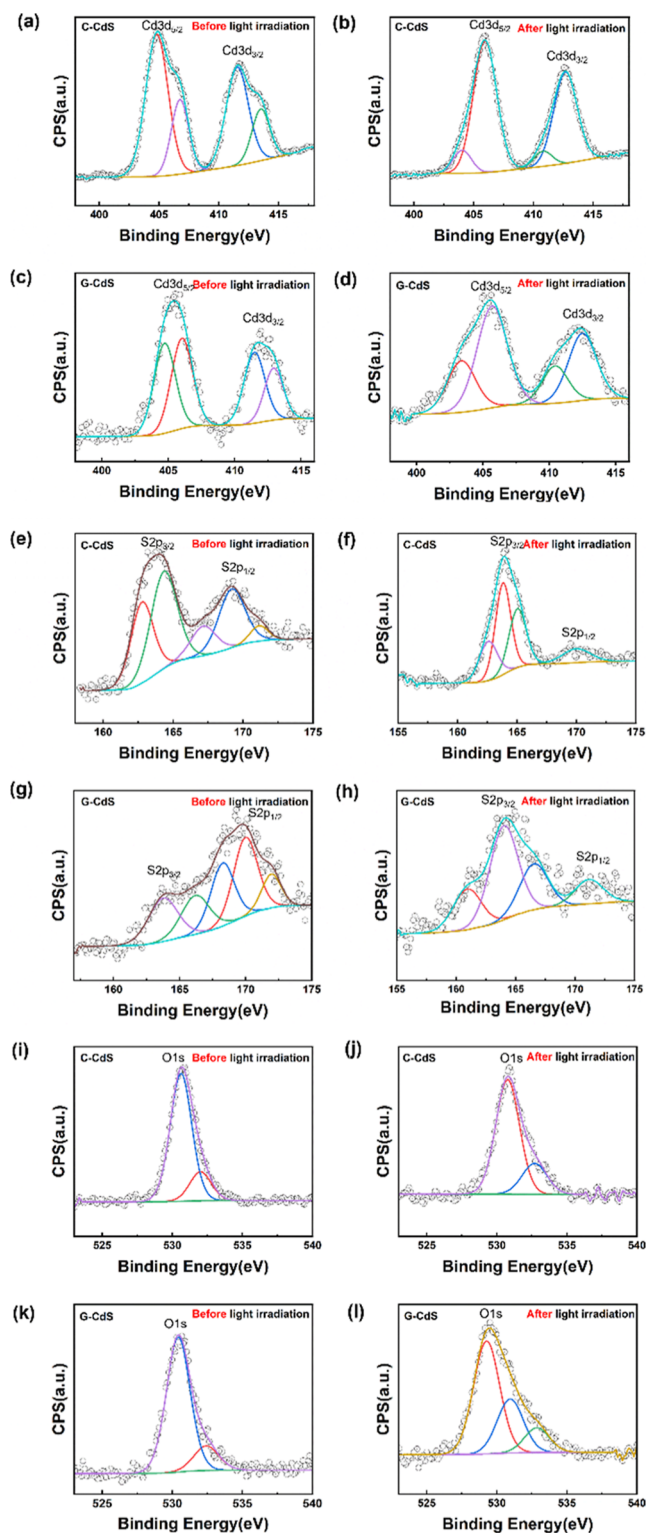 (a) C-CdS Cd3d5/2 Before light irradiation
Cd3d3/2
CPS(a.u.)
400 405 410 415
Binding Energy(eV)
(b) C-CdS Cd3d5/2 After light irradiation
Cd3d3/2
CPS(a.u.)
400 405 410 415
Binding Energy(eV)
(c) G-CdS Cd3d5/2 Before light irradiation
Cd3d3/2
CPS(a.u.)
400 405 410 415
Binding Energy(eV)
(d) G-CdS Cd3d5/2 After light irradiation
Cd3d3/2
CPS(a.u.)
400 405 410 415
Binding Energy(eV)
(e) C-CdS S2p3/2 Before light irradiation
S2p1/2
CPS(a.u.)
160 165 170 175
Binding Energy(eV)
(f) C-CdS S2p3/2 After light irradiation
S2p1/2
CPS(a.u.)
155 160 165 170 175
Binding Energy(eV)
(g) G-CdS Before light irradiation
S2p1/2
S2p3/2
CPS(a.u.)
160 165 170 175
Binding Energy(eV)
(h) G-CdS S2p3/2 After light irradiation
S2p1/2
CPS(a.u.)
155 160 165 170 175
Binding Energy(eV)
(i) C-CdS O1s Before light irradiation
CPS(a.u.)
525 530 535 540
Binding Energy(eV)
(j) C-CdS O1s After light irradiation
CPS(a.u.)
525 530 535 540
Binding Energy(eV)
(k) G-CdS O1s Before light irradiation
CPS(a.u.)
525 530 535 540
Binding Energy(eV)
(l) G-CdS O1s After light irradiation
CPS(a.u.)
525 530 535 540
Binding Energy(eV)